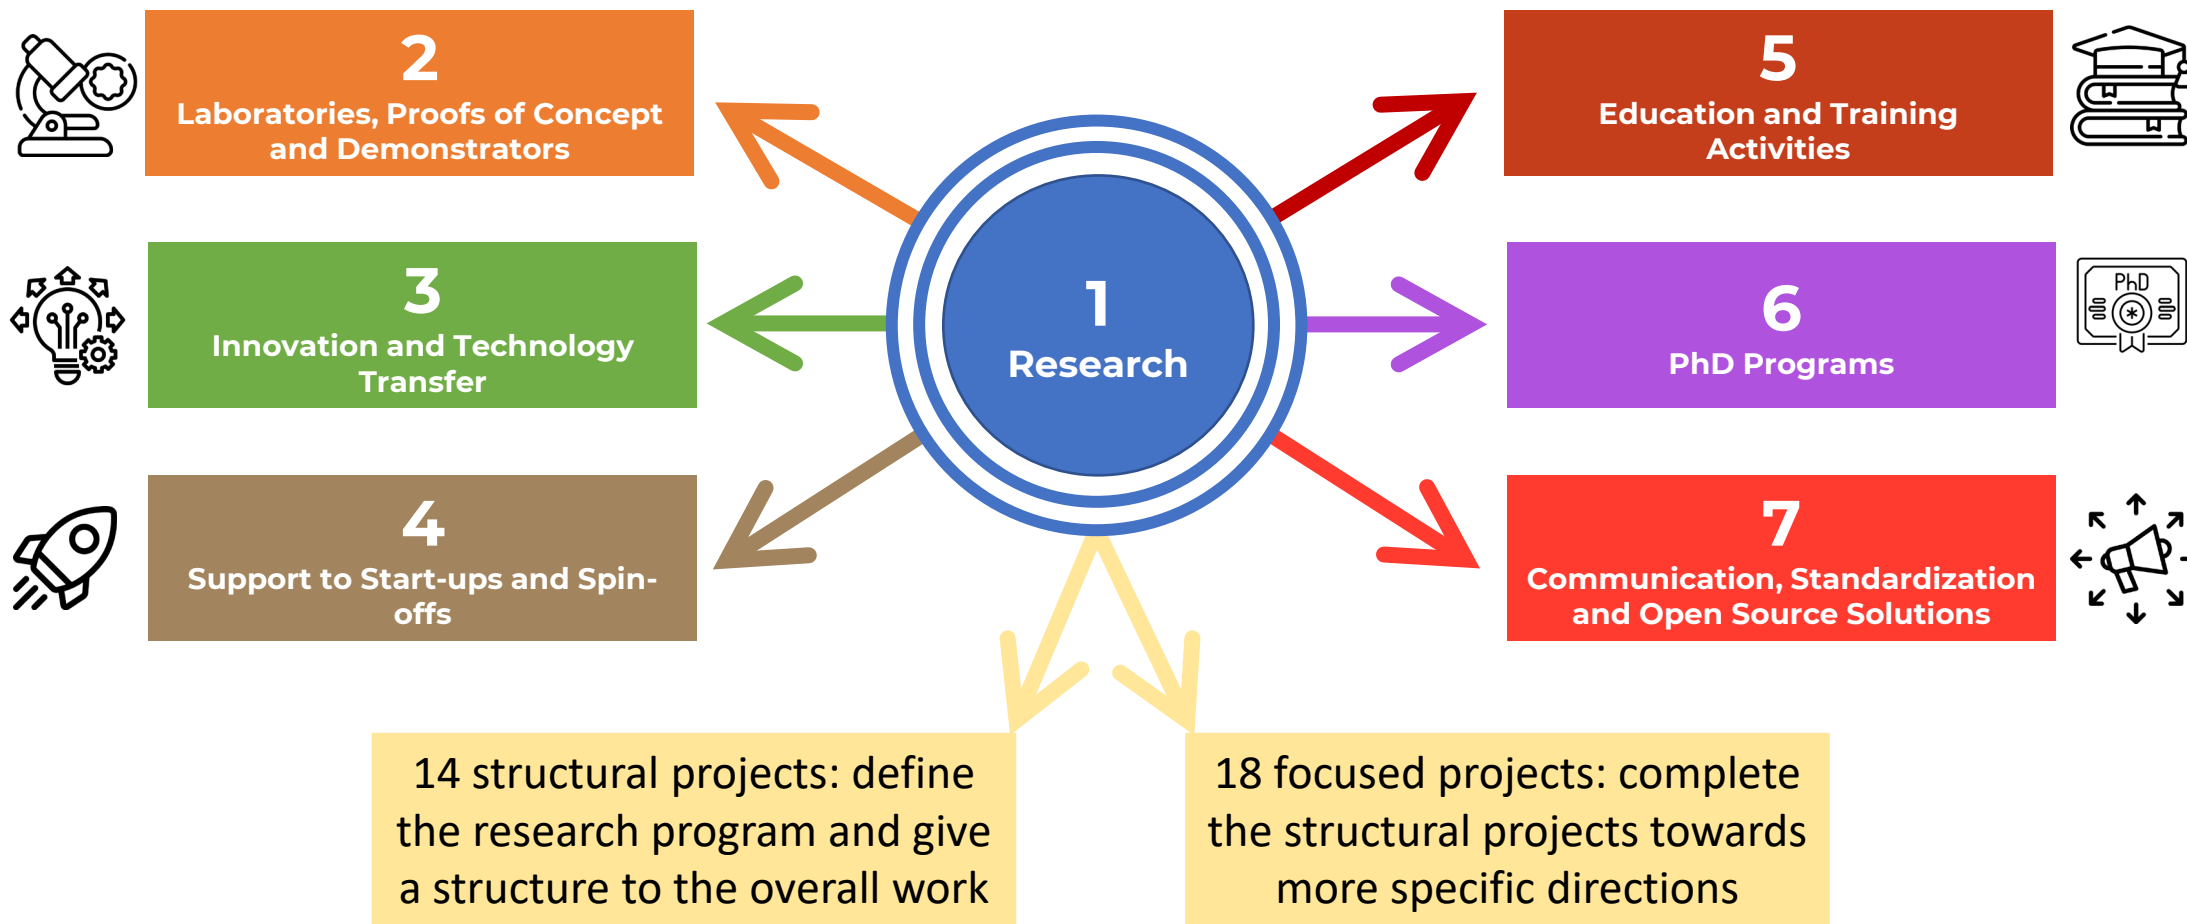 2
Laboratories, Proofs of Concept
and Demonstrators
3
Innovation and Technology
Transfer
4
Support to Start-ups and Spin-
offs
1
Research
5
Education and Training
Activities
PhD
6
PhD Programs
7
Communication, Standardization
and Open Source Solutions
14 structural projects: define
the research program and give
a structure to the overall work
18 focused projects: complete
the structural projects towards
more specific directions